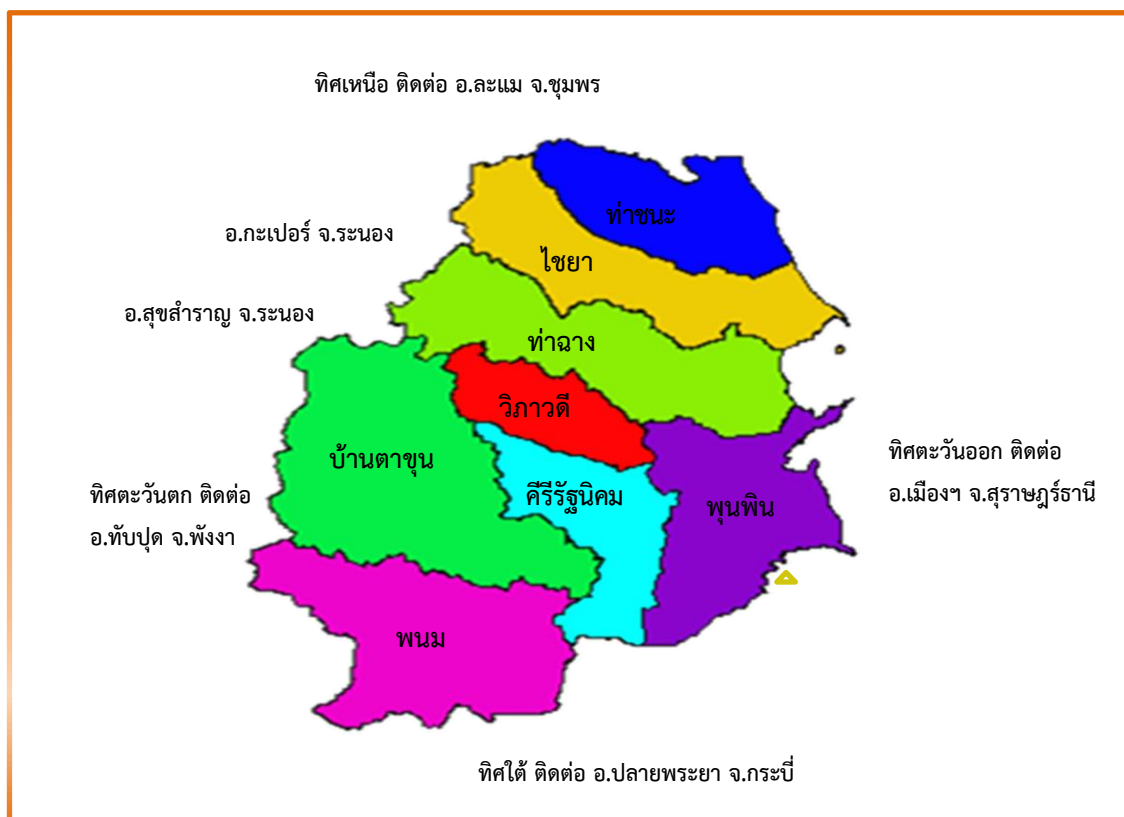 ทิศเหนือ ติดต่อ อ.ละแม จ.ชุมพร
ท่าชนะ
อ.กะเปอร์ จ.ระนอง
ไชยา
อ.สุขสำราญ จ.ระนอง
ท่าฉาง
วิภาวดี
บ้านตาขุน
ทิศตะวันออก ติดต่อ
อ.เมืองฯ จ.สุราษฎร์ธานี
คีรีรัฐนิคม
พุนพิน
ทิศตะวันตก ติดต่อ
อ.ทับปุด จ.พังงา
พนม
ทิศใต้ ติดต่อ อ.ปลายพระยา จ.กระบี่